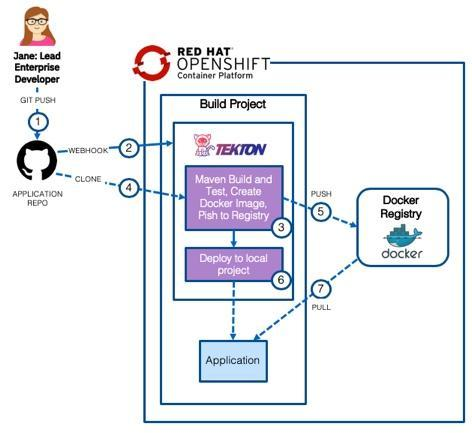 Jane: Lead
Enterprise
Developer
GIT PUSH
1
APPLICATION
REPO
RED HAT®
OPENSHIFT
Container Platform
Build Project
WEBHOOK
2
TEKTON
CLONE
4
Maven Build and
Test, Create
Docker Image,
Pish to Registry
3
PUSH
5
Docker
Registry
docker
Deploy to local
project
6
7
PULL
Application